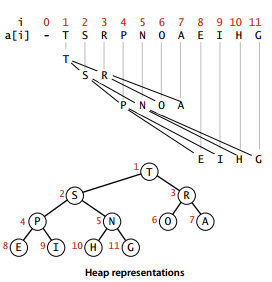 i 0 1 2 3 4 5 6 7 8 9 10 11
a[i] - T S R P N O A E I H G
T
S R
P N O A
E I H G
1 T
2 S 3 R
4 P 5 N 6 O 7 A
8 E 9 I 10 H 11 G
Heap representations